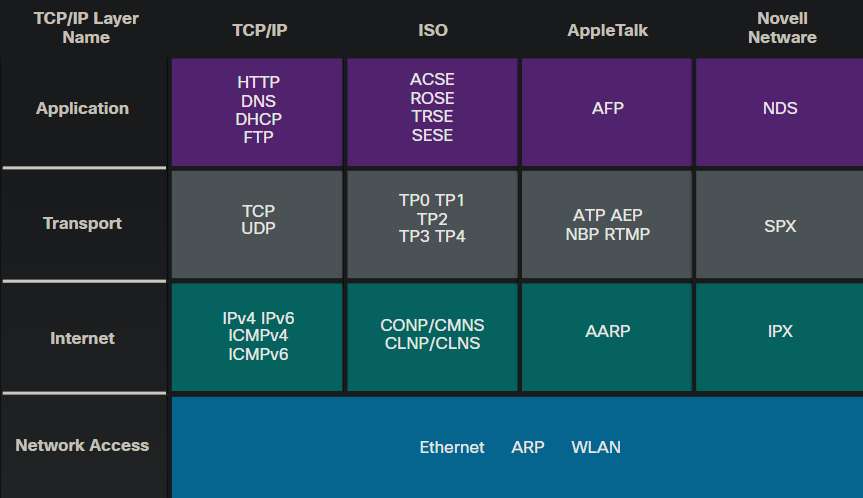 TCP/IP Layer
Name
TCP/IP
ISO
AppleTalk
Novell
Netware
Application
HTTP
DNS
DHCP
FTP
ACSE
ROSE
TRSE
SESE
AFP
NDS
Transport
TCP
UDP
TP0 TP1
TP2
TP3 TP4
ATP AEP
NBP RTMP
SPX
Internet
IPv4 IPv6
ICMPv4
ICMPv6
CONP/CMNS
CLNP/CLNS
AARP
IPX
Network Access
Ethernet ARP WLAN